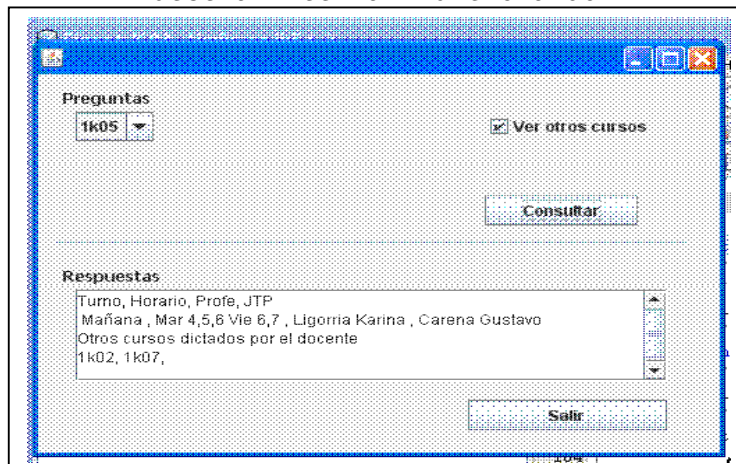 Preguntas
1k05
Ver otros cursos
Consultar
Respuestas
Turno, Horario, Profe, JTP
Mañana , Mar 4,5,6 Vie 6,7 , Ligorria Karina , Carena Gustavo
Otros cursos dictados por el docente
1k02, 1k07,
Salir
104